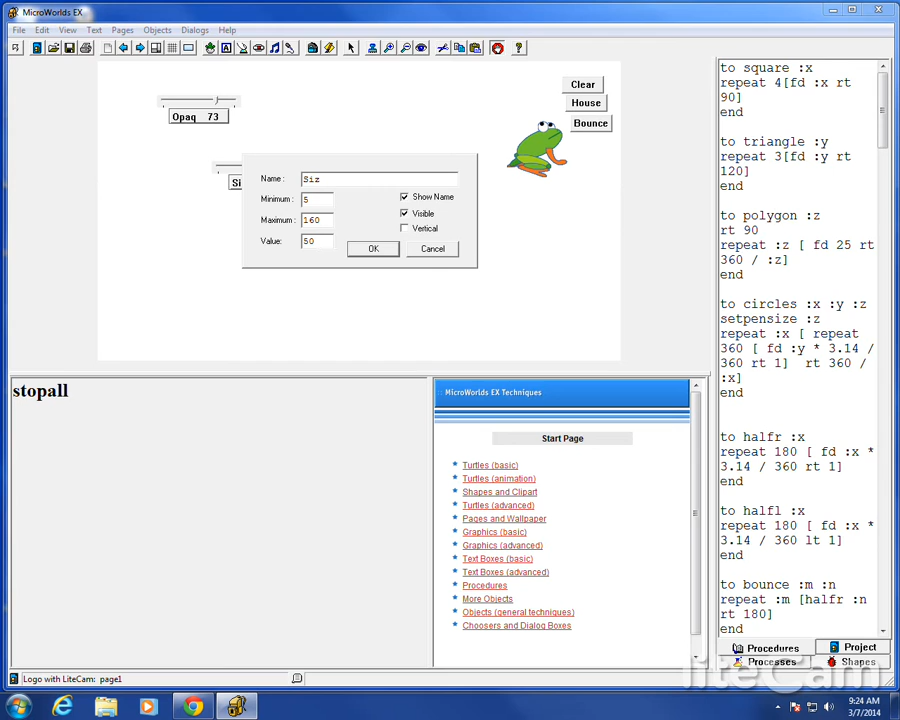 MicroWorlds EX
File Edit View Text Pages Objects Dialogs Help
Opaq 73
Clear
House
Bounce
Si
Name :
Siz
Minimum :
5
Show Name
Maximum :
160
Visible
Vertical
Value:
50
OK
Cancel
to square :x
repeat 4[fd :x rt
90]
end
to triangle :y
repeat 3[fd :y rt
120]
end
to polygon :z
rt 90
repeat :z [ fd 25 rt
360 / :z]
end
to circles :x :y :z
setpensize :z
repeat :x [ repeat
360 [ fd :y * 3.14 /
360 rt 1] rt 360 /
:x]
end
to halfr :x
repeat 180 [ fd :x *
3.14 / 360 rt 1]
end
to halfl :x
repeat 180 [ fd :x *
3.14 / 360 lt 1]
end
to bounce :m :n
repeat :m [halfr :n
rt 180]
end
stopall
MicroWorlds EX Techniques
Start Page
Turtles (basic)
Turtles (animation)
Shapes and Clipart
Turtles (advanced)
Pages and Wallpaper
Graphics (basic)
Graphics (advanced)
Text Boxes (basic)
Text Boxes (advanced)
Procedures
More Objects
Objects (general techniques)
Choosers and Dialog Boxes
Procedures
Project
Processes
Shapes
liteCam
Logo with LiteCam: page1
9:24 AM
3/7/2014